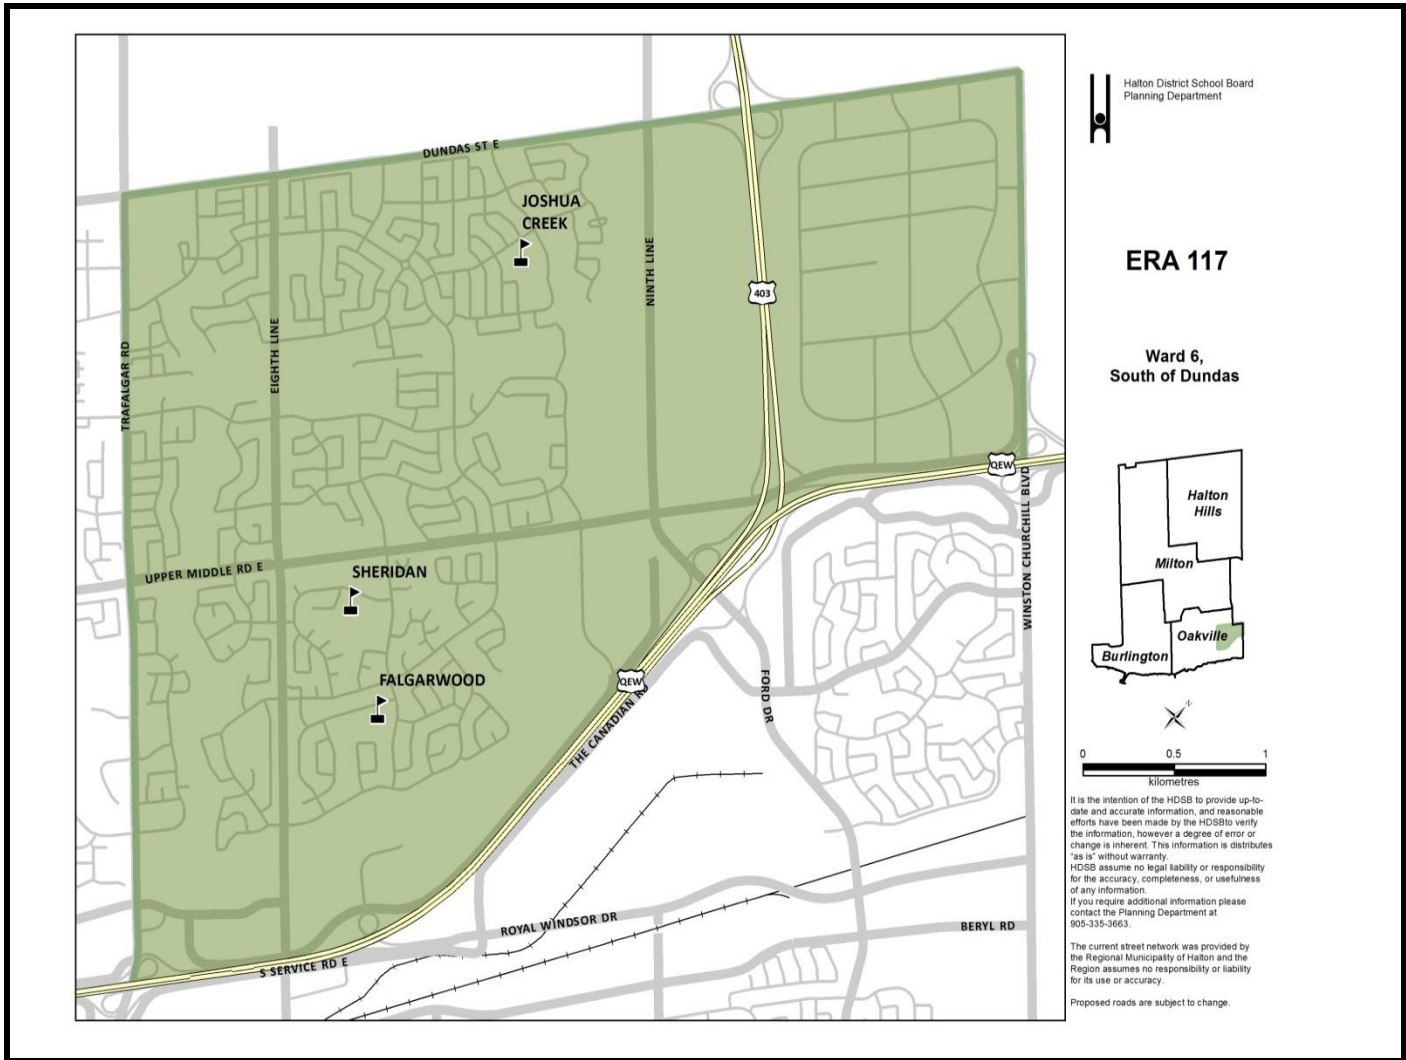 DUNDAS ST E
JOSHUA
CREEK
NINTH LINE
403
EIGHTH LINE
TRAFALGAR RD
QEW
WINSTON CHURCHILL BLVD
UPPER MIDDLE RD E
SHERIDAN
FALGARWOOD
QEW
THE CANADIAN RD
FORD DR
ROYAL WINDSOR DR
BERYL RD
S SERVICE RD E
Halton District School Board
Planning Department
ERA 117
Ward 6,
South of Dundas
Halton
Hills
Milton
Oakville
Burlington
N
0 0.5 1
kilometres
It is the intention of the HDSB to provide up-to-
date and accurate information, and reasonable
efforts have been made by the HDSBto verify
the information, however a degree of error or
change is inherent. This information is distributes
"as is" without warranty.
HDSB assume no legal liability or responsibility
for the accuracy, completeness, or usefulness
of any information.
If you require additional information please
contact the Planning Department at
905-335-3663.
The current street network was provided by
the Regional Municipality of Halton and the
Region assumes no responsibility or liability
for its use or accuracy.
Proposed roads are subject to change.